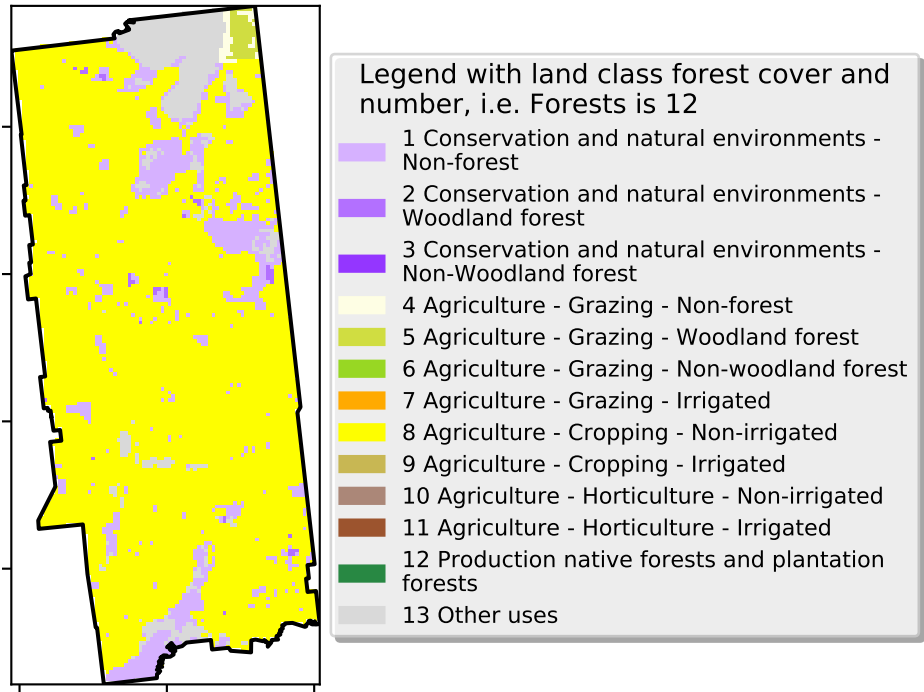 Legend with land class forest cover and
number, i.e. Forests is 12
1 Conservation and natural environments -
Non-forest
2 Conservation and natural environments -
Woodland forest
3 Conservation and natural environments -
Non-Woodland forest
4 Agriculture - Grazing - Non-forest
5 Agriculture - Grazing - Woodland forest
6 Agriculture - Grazing - Non-woodland forest
7 Agriculture - Grazing - Irrigated
8 Agriculture - Cropping - Non-irrigated
9 Agriculture - Cropping - Irrigated
10 Agriculture - Horticulture - Non-irrigated
11 Agriculture - Horticulture - Irrigated
12 Production native forests and plantation
forests
13 Other uses